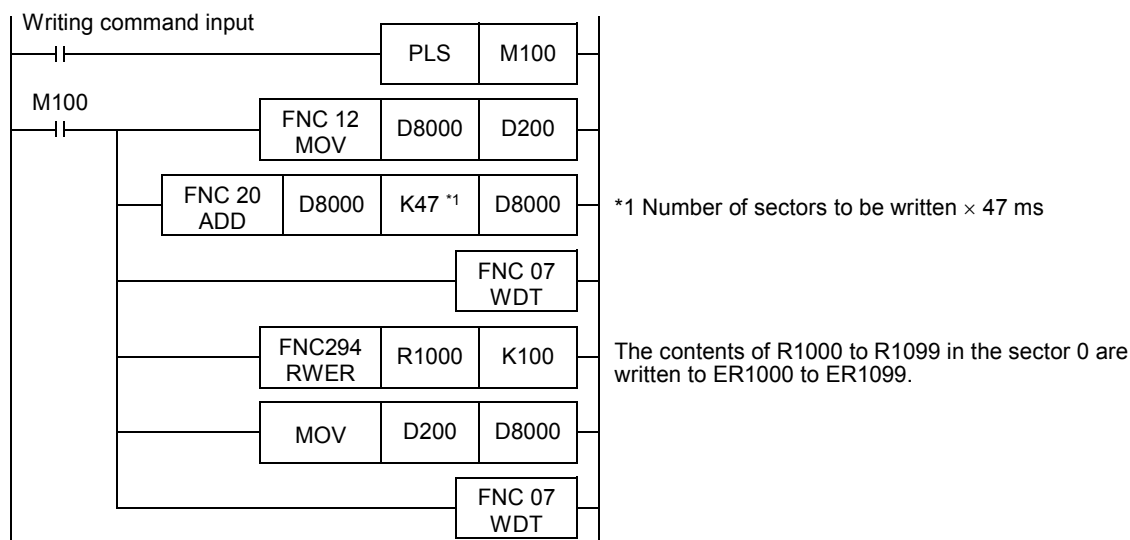 Writing command input
PLS M100
M100
FNC 12
MOV D8000 D200
FNC 20
ADD D8000 K47 *1 D8000
*1 Number of sectors to be written × 47 ms
FNC 07
WDT
FNC294
RWER R1000 K100
The contents of R1000 to R1099 in the sector 0 are
written to ER1000 to ER1099.
MOV D200 D8000
FNC 07
WDT